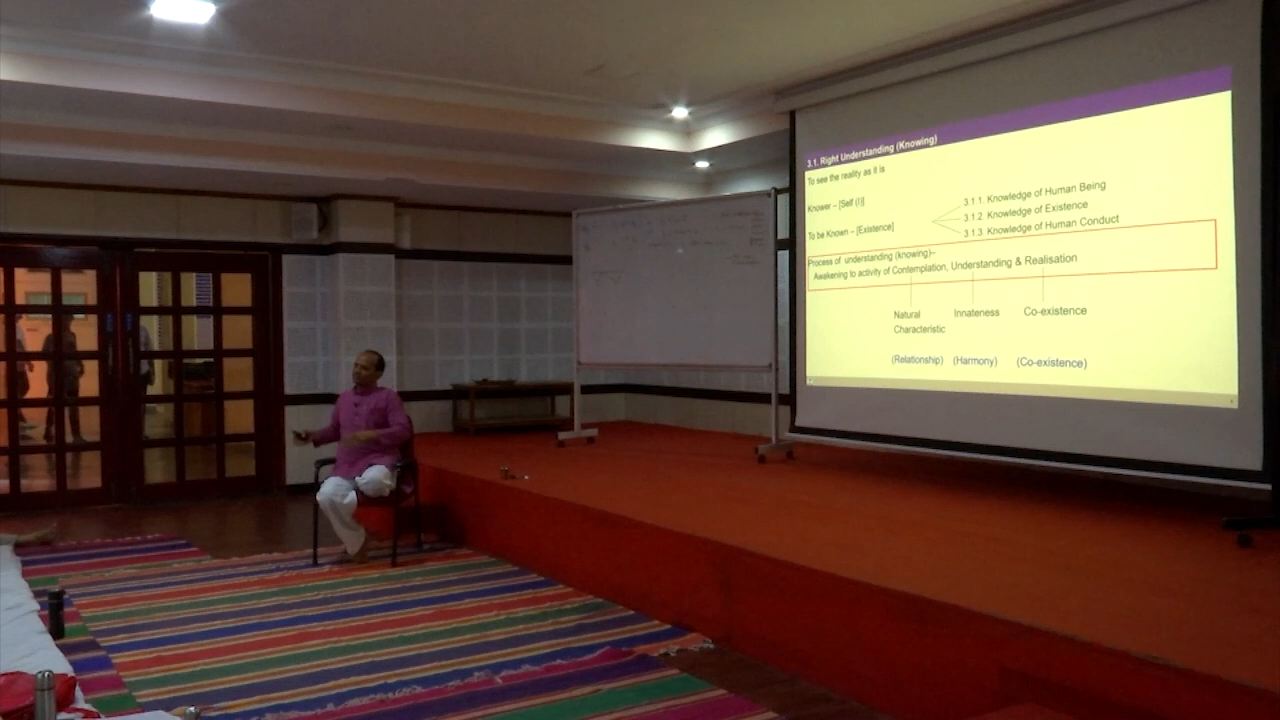 3.1. Right Understanding (Knowing)
To see the reality as it is
Knower – [Self (I)]
To be Known – [Existence]
3.1.1. Knowledge of Human Being
3.1.2. Knowledge of Existence
3.1.3. Knowledge of Human Conduct
Process of understanding (knowing)–
Awakening to activity of Contemplation, Understanding & Realisation
Natural Characteristic
Innateness
Co-existence
(Relationship) (Harmony) (Co-existence)